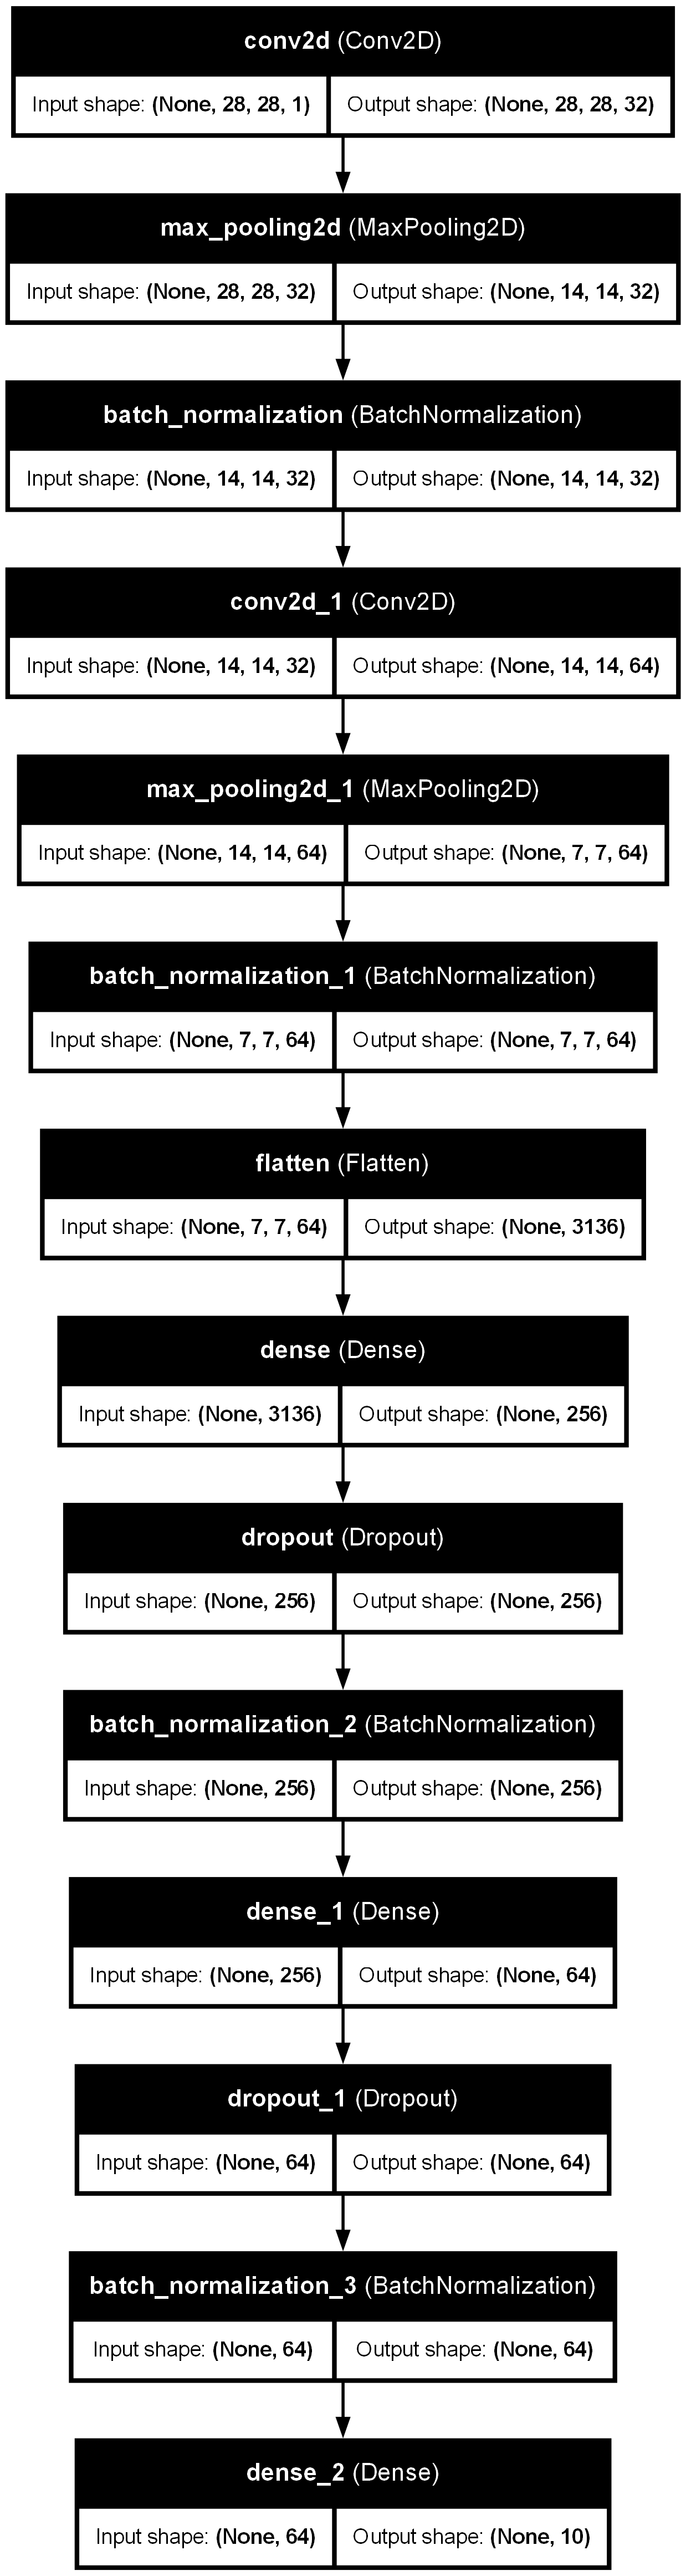 conv2d (Conv2D)
Input shape: (None, 28, 28, 1) Output shape: (None, 28, 28, 32)
max_pooling2d (MaxPooling2D)
Input shape: (None, 28, 28, 32) Output shape: (None, 14, 14, 32)
batch_normalization (BatchNormalization)
Input shape: (None, 14, 14, 32) Output shape: (None, 14, 14, 32)
conv2d_1 (Conv2D)
Input shape: (None, 14, 14, 32) Output shape: (None, 14, 14, 64)
max_pooling2d_1 (MaxPooling2D)
Input shape: (None, 14, 14, 64) Output shape: (None, 7, 7, 64)
batch_normalization_1 (BatchNormalization)
Input shape: (None, 7, 7, 64) Output shape: (None, 7, 7, 64)
flatten (Flatten)
Input shape: (None, 7, 7, 64) Output shape: (None, 3136)
dense (Dense)
Input shape: (None, 3136) Output shape: (None, 256)
dropout (Dropout)
Input shape: (None, 256) Output shape: (None, 256)
batch_normalization_2 (BatchNormalization)
Input shape: (None, 256) Output shape: (None, 256)
dense_1 (Dense)
Input shape: (None, 256) Output shape: (None, 64)
dropout_1 (Dropout)
Input shape: (None, 64) Output shape: (None, 64)
batch_normalization_3 (BatchNormalization)
Input shape: (None, 64) Output shape: (None, 64)
dense_2 (Dense)
Input shape: (None, 64) Output shape: (None, 10)